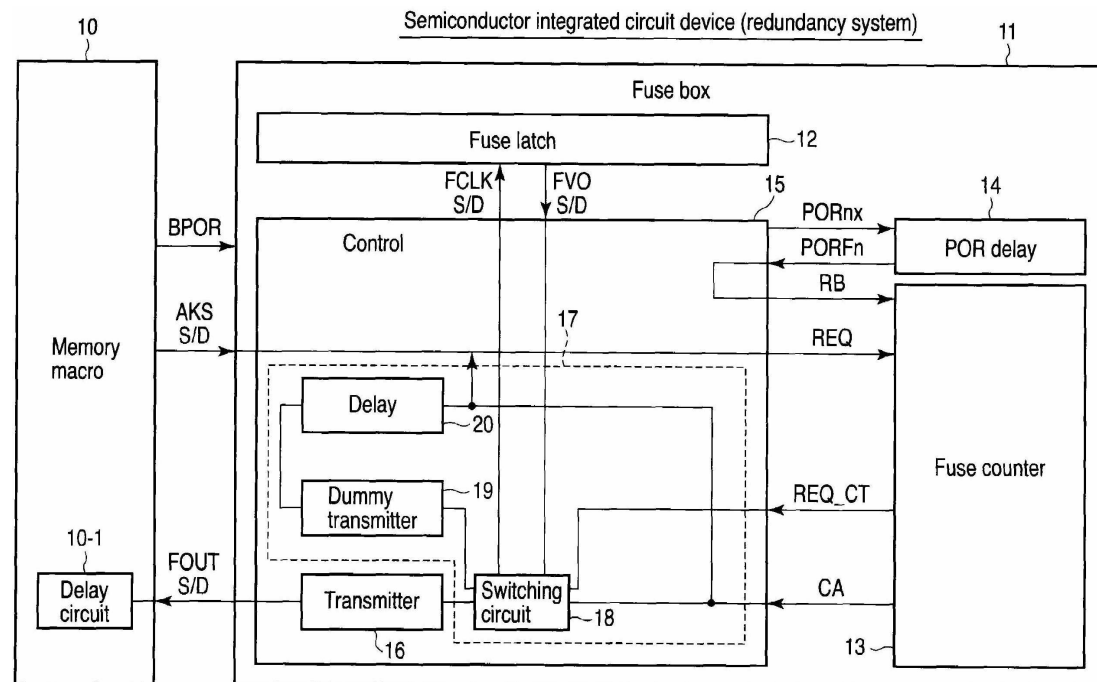 Semiconductor integrated circuit device (redundancy system)
10
11
Fuse box
Fuse latch
12
FCLK
S/D
FVO
S/D
15
14
BPOR
Control
PORnx
POR delay
PORFn
RB
AKS
S/D
17
REQ
Memory
macro
Delay
20
Fuse counter
19
Dummy
transmitter
REQ_CT
10-1
FOUT
S/D
Delay
circuit
Transmitter
Switching
circuit
CA
18
16
13